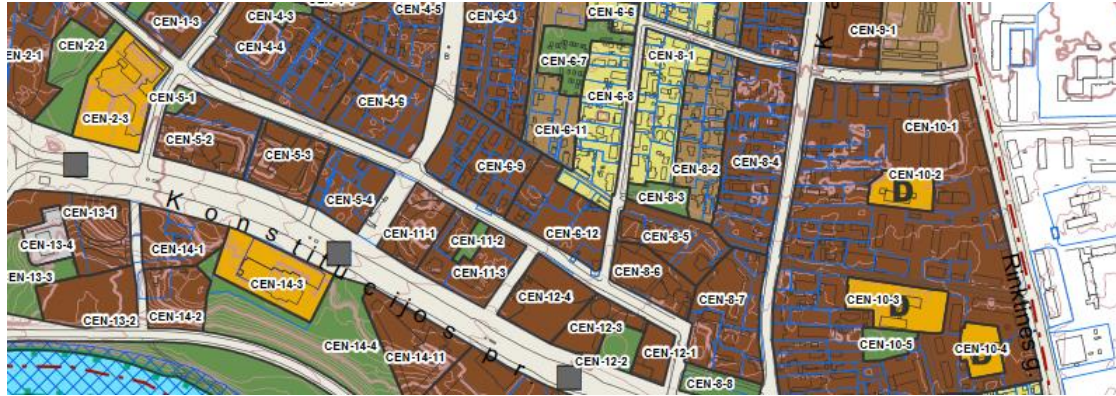 CEN-1-3
CEN-4-3
CEN-4-5
CEN-6-4
CEN-6-6
CEN-9-1
CEN-2-2
CEN-4-4
CEN-8-1
CEN-2-1
CEN-6-7
K
CEN-5-1
CEN-4-6
CEN-6-8
CEN-2-3
CEN-6-11
CEN-10-1
CEN-5-2
CEN-5-3
CEN-6-9
CEN-8-2
CEN-8-4
CEN-10-2
D
CEN-5-4
CEN-8-3
CEN-13-1
Konstitucijos pr
CEN-11-1
CEN-11-2
CEN-6-12
CEN-8-5
CEN-13-4
CEN-14-1
CEN-13-3
CEN-14-3
CEN-11-3
CEN-8-6
Rinktinės g.
CEN-12-4
CEN-8-7
CEN-10-3
D
CEN-13-2
CEN-14-2
CEN-12-3
CEN-14-4
CEN-14-11
CEN-12-1
CEN-10-5
CEN-10-4
D
CEN-12-2
CEN-8-8